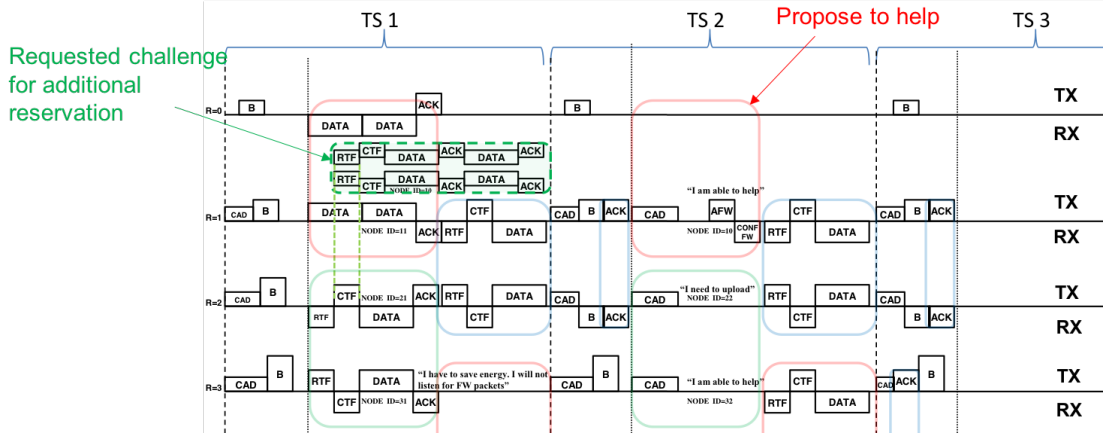 TS 1
TS 2
TS 3
Propose to help
Requested challenge
for additional
reservation
R=0
B
DATA
DATA
ACK
B
B
TX
RX
RTF
CTF
DATA
ACK
DATA
ACK
RTF
CTF
DATA
ACK
DATA
ACK
NODE ID=10
R=1
CAD
B
DATA
DATA
NODE ID=11
ACK
RTF
CTF
DATA
CAD
B
ACK
CAD
"I am able to help"
AFW
NODE ID=10
CONF
FW
RTF
CTF
DATA
CAD
B
ACK
TX
RX
R=2
CAD
B
RTF
CTF
NODE ID=21
DATA
ACK
RTF
CTF
DATA
CAD
B
ACK
CAD
"I need to upload"
NODE ID=22
RTF
CTF
DATA
CAD
B
ACK
TX
RX
R=3
CAD
B
RTF
CTF
DATA
NODE ID=31
ACK
"I have to save energy. I will not
listen for FW packets"
CAD
B
CAD
"I am able to help"
NODE ID=32
RTF
CTF
DATA
CAD
ACK
B
TX
RX